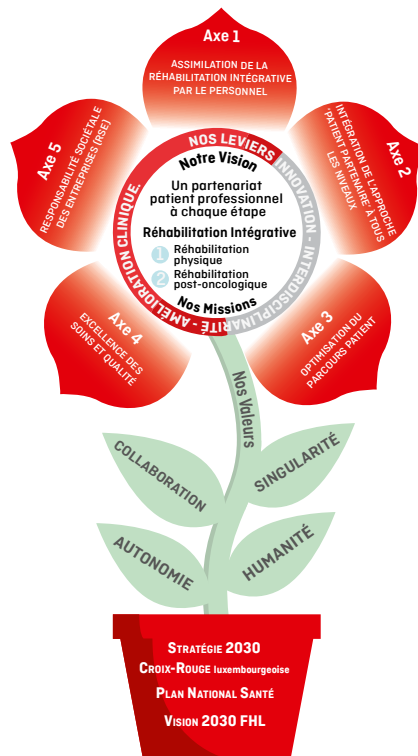 Axe 1
Assimilation de la
réhabilitation intégrative
par le personnel
Axe 2
Intégration de l'approche
"patient partenaire" à tous
les niveaux
Axe 3
Optimisation du
parcours patient
Axe 4
Excellence des
soins et qualité
Axe 5
Responsabilité sociétale
des entreprises (RSE)
NOS LEVIERS
INNOVATION - INTERDISCIPLINARITÉ - AMÉLIORATION CLINIQUE.
Notre Vision
Un partenariat
patient professionnel
à chaque étape
Réhabilitation Intégrative
1 Réhabilitation
physique
2 Réhabilitation
post-oncologique
Nos Missions
Nos Valeurs
COLLABORATION
SINGULARITÉ
AUTONOMIE
HUMANITÉ
Stratégie 2030
Croix-Rouge luxembourgeoise
Plan National Santé
Vision 2030 FHL